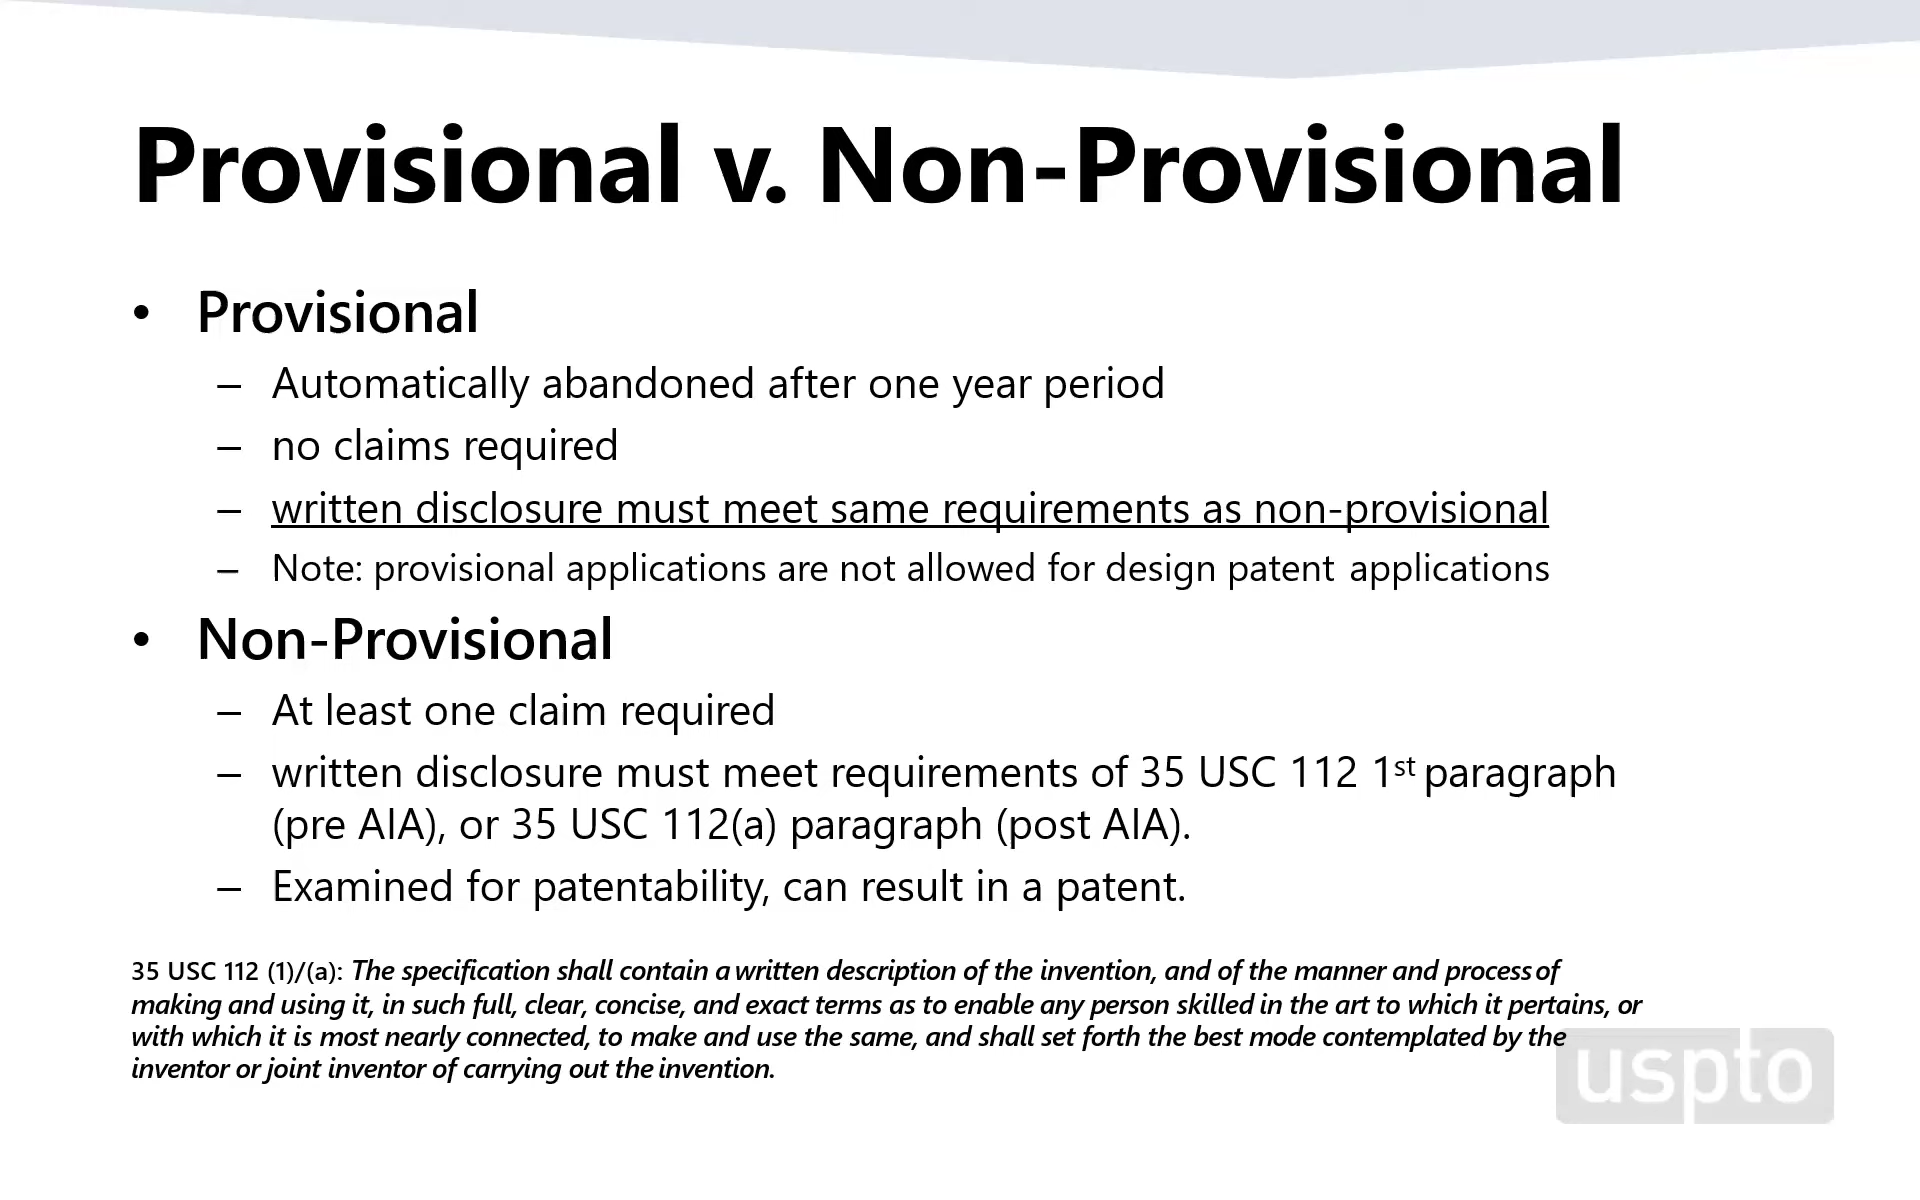 Provisional v. Non-Provisional
• Provisional
– Automatically abandoned after one year period
– no claims required
– written disclosure must meet same requirements as non-provisional
– Note: provisional applications are not allowed for design patent applications
• Non-Provisional
– At least one claim required
– written disclosure must meet requirements of 35 USC 112 1st paragraph
(pre AIA), or 35 USC 112(a) paragraph (post AIA).
– Examined for patentability, can result in a patent.
35 USC 112 (1)/(a): The specification shall contain a written description of the invention, and of the manner and process of
making and using it, in such full, clear, concise, and exact terms as to enable any person skilled in the art to which it pertains, or
with which it is most nearly connected, to make and use the same, and shall set forth the best mode contemplated by the
inventor or joint inventor of carrying out the invention.
uspto